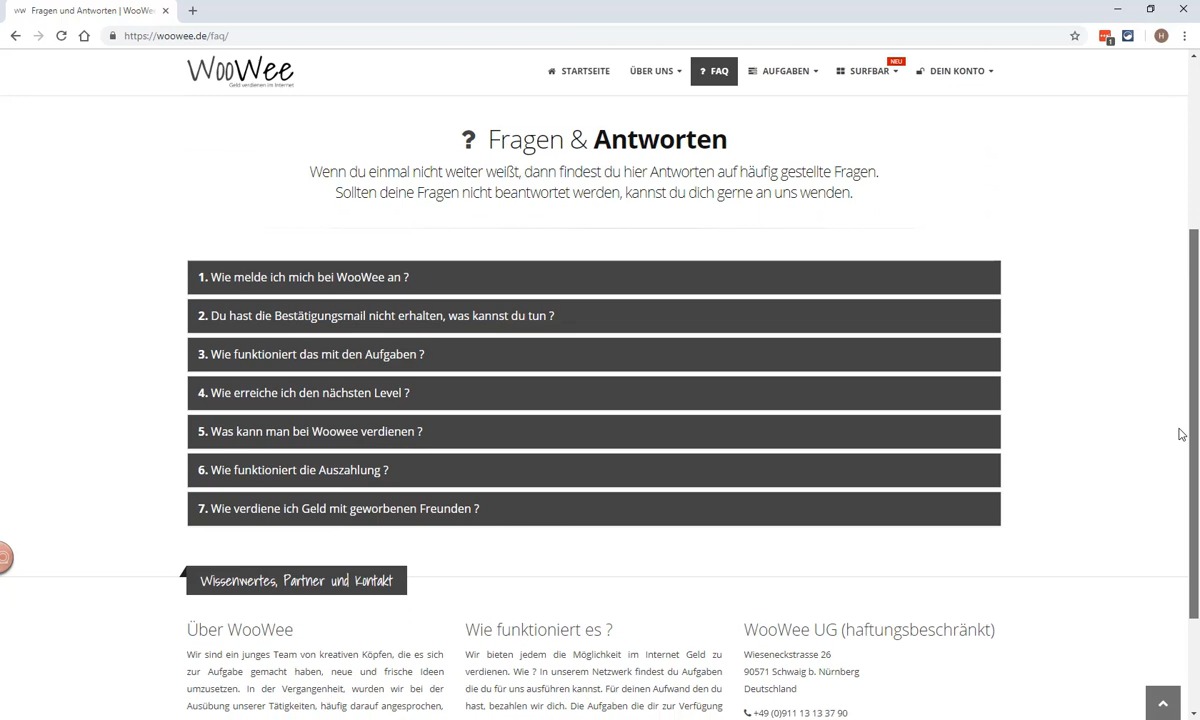 Fragen und Antworten | WooWe
https://woowee.de/faq/
WooWee
Geld verdienen im Internet
STARTSEITE
ÜBER UNS
? FAQ
AUFGABEN
SURFBAR
NEU
DEIN KONTO
? Fragen & Antworten
Wenn du einmal nicht weiter weißt, dann findest du hier Antworten auf häufig gestellte Fragen.
Sollten deine Fragen nicht beantwortet werden, kannst du dich gerne an uns wenden.
1. Wie melde ich mich bei WooWee an ?
2. Du hast die Bestätigungsmail nicht erhalten, was kannst du tun ?
3. Wie funktioniert das mit den Aufgaben ?
4. Wie erreiche ich den nächsten Level ?
5. Was kann man bei Woowee verdienen ?
6. Wie funktioniert die Auszahlung ?
7. Wie verdiene ich Geld mit geworbenen Freunden ?
Wissenwertes, Partner und Kontakt
Über WooWee
Wir sind ein junges Team von kreativen Köpfen, die es sich
zur Aufgabe gemacht haben, neue und frische Ideen
umzusetzen. In der Vergangenheit, wurden wir bei der
Ausübung unserer Tätigkeiten, häufig darauf angesprochen,
Wie funktioniert es ?
Wir bieten jedem die Möglichkeit im Internet Geld zu
verdienen. Wie ? In unserem Netzwerk findest du Aufgaben
die du für uns ausführen kannst. Für deinen Aufwand den du
hast, bezahlen wir dich. Die Aufgaben die dir zur Verfügung
WooWee UG (haftungsbeschränkt)
Wieseneckstrasse 26
90571 Schwaig b. Nürnberg
Deutschland
+49 (0)911 13 13 37 90